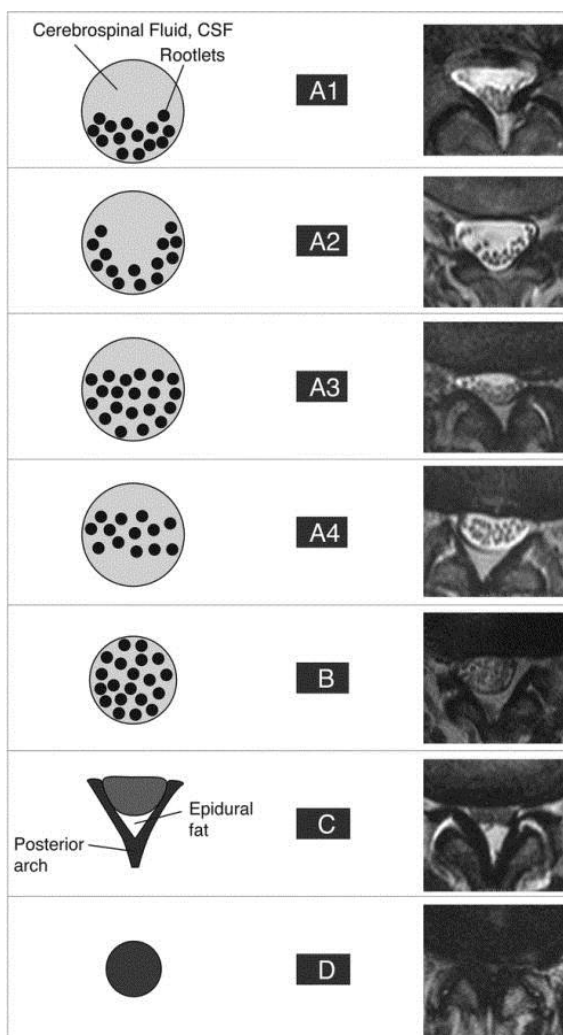 Cerebrospinal Fluid, CSF
Rootlets
A1
A2
A3
A4
B
Epidural
fat
Posterior
arch
C
D